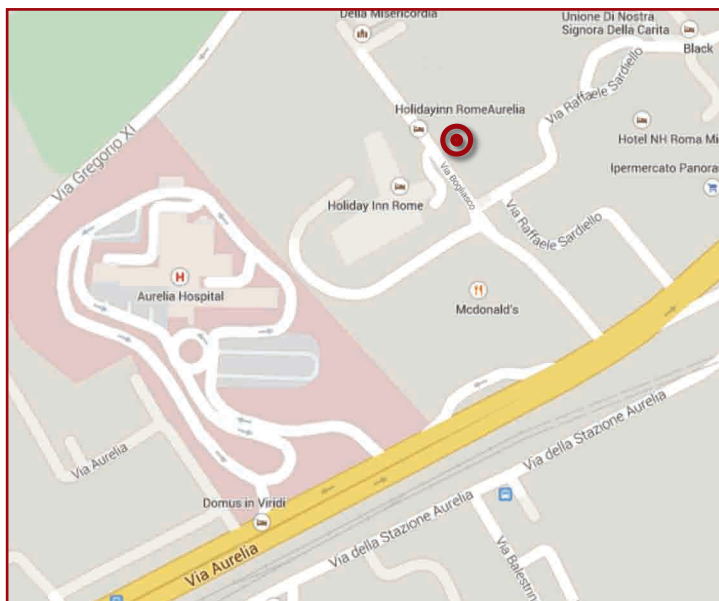 Della Misericordia
Unione Di Nostra
Signora Della Carita
Black
Holidayinn RomeAurelia
Via Raffaele Sardiello
Hotel NH Roma Mi
Via Gregorio XI
Via Bogliasco
Ipermercato Panora
Holiday Inn Rome
Via Raffaele Sardiello
H
Aurelia Hospital
Mcdonald's
Via Aurelia
Via della Stazione Aurelia
Domus in Viridi
Via della Stazione Aurelia
Via Aurelia
Via Balestrin